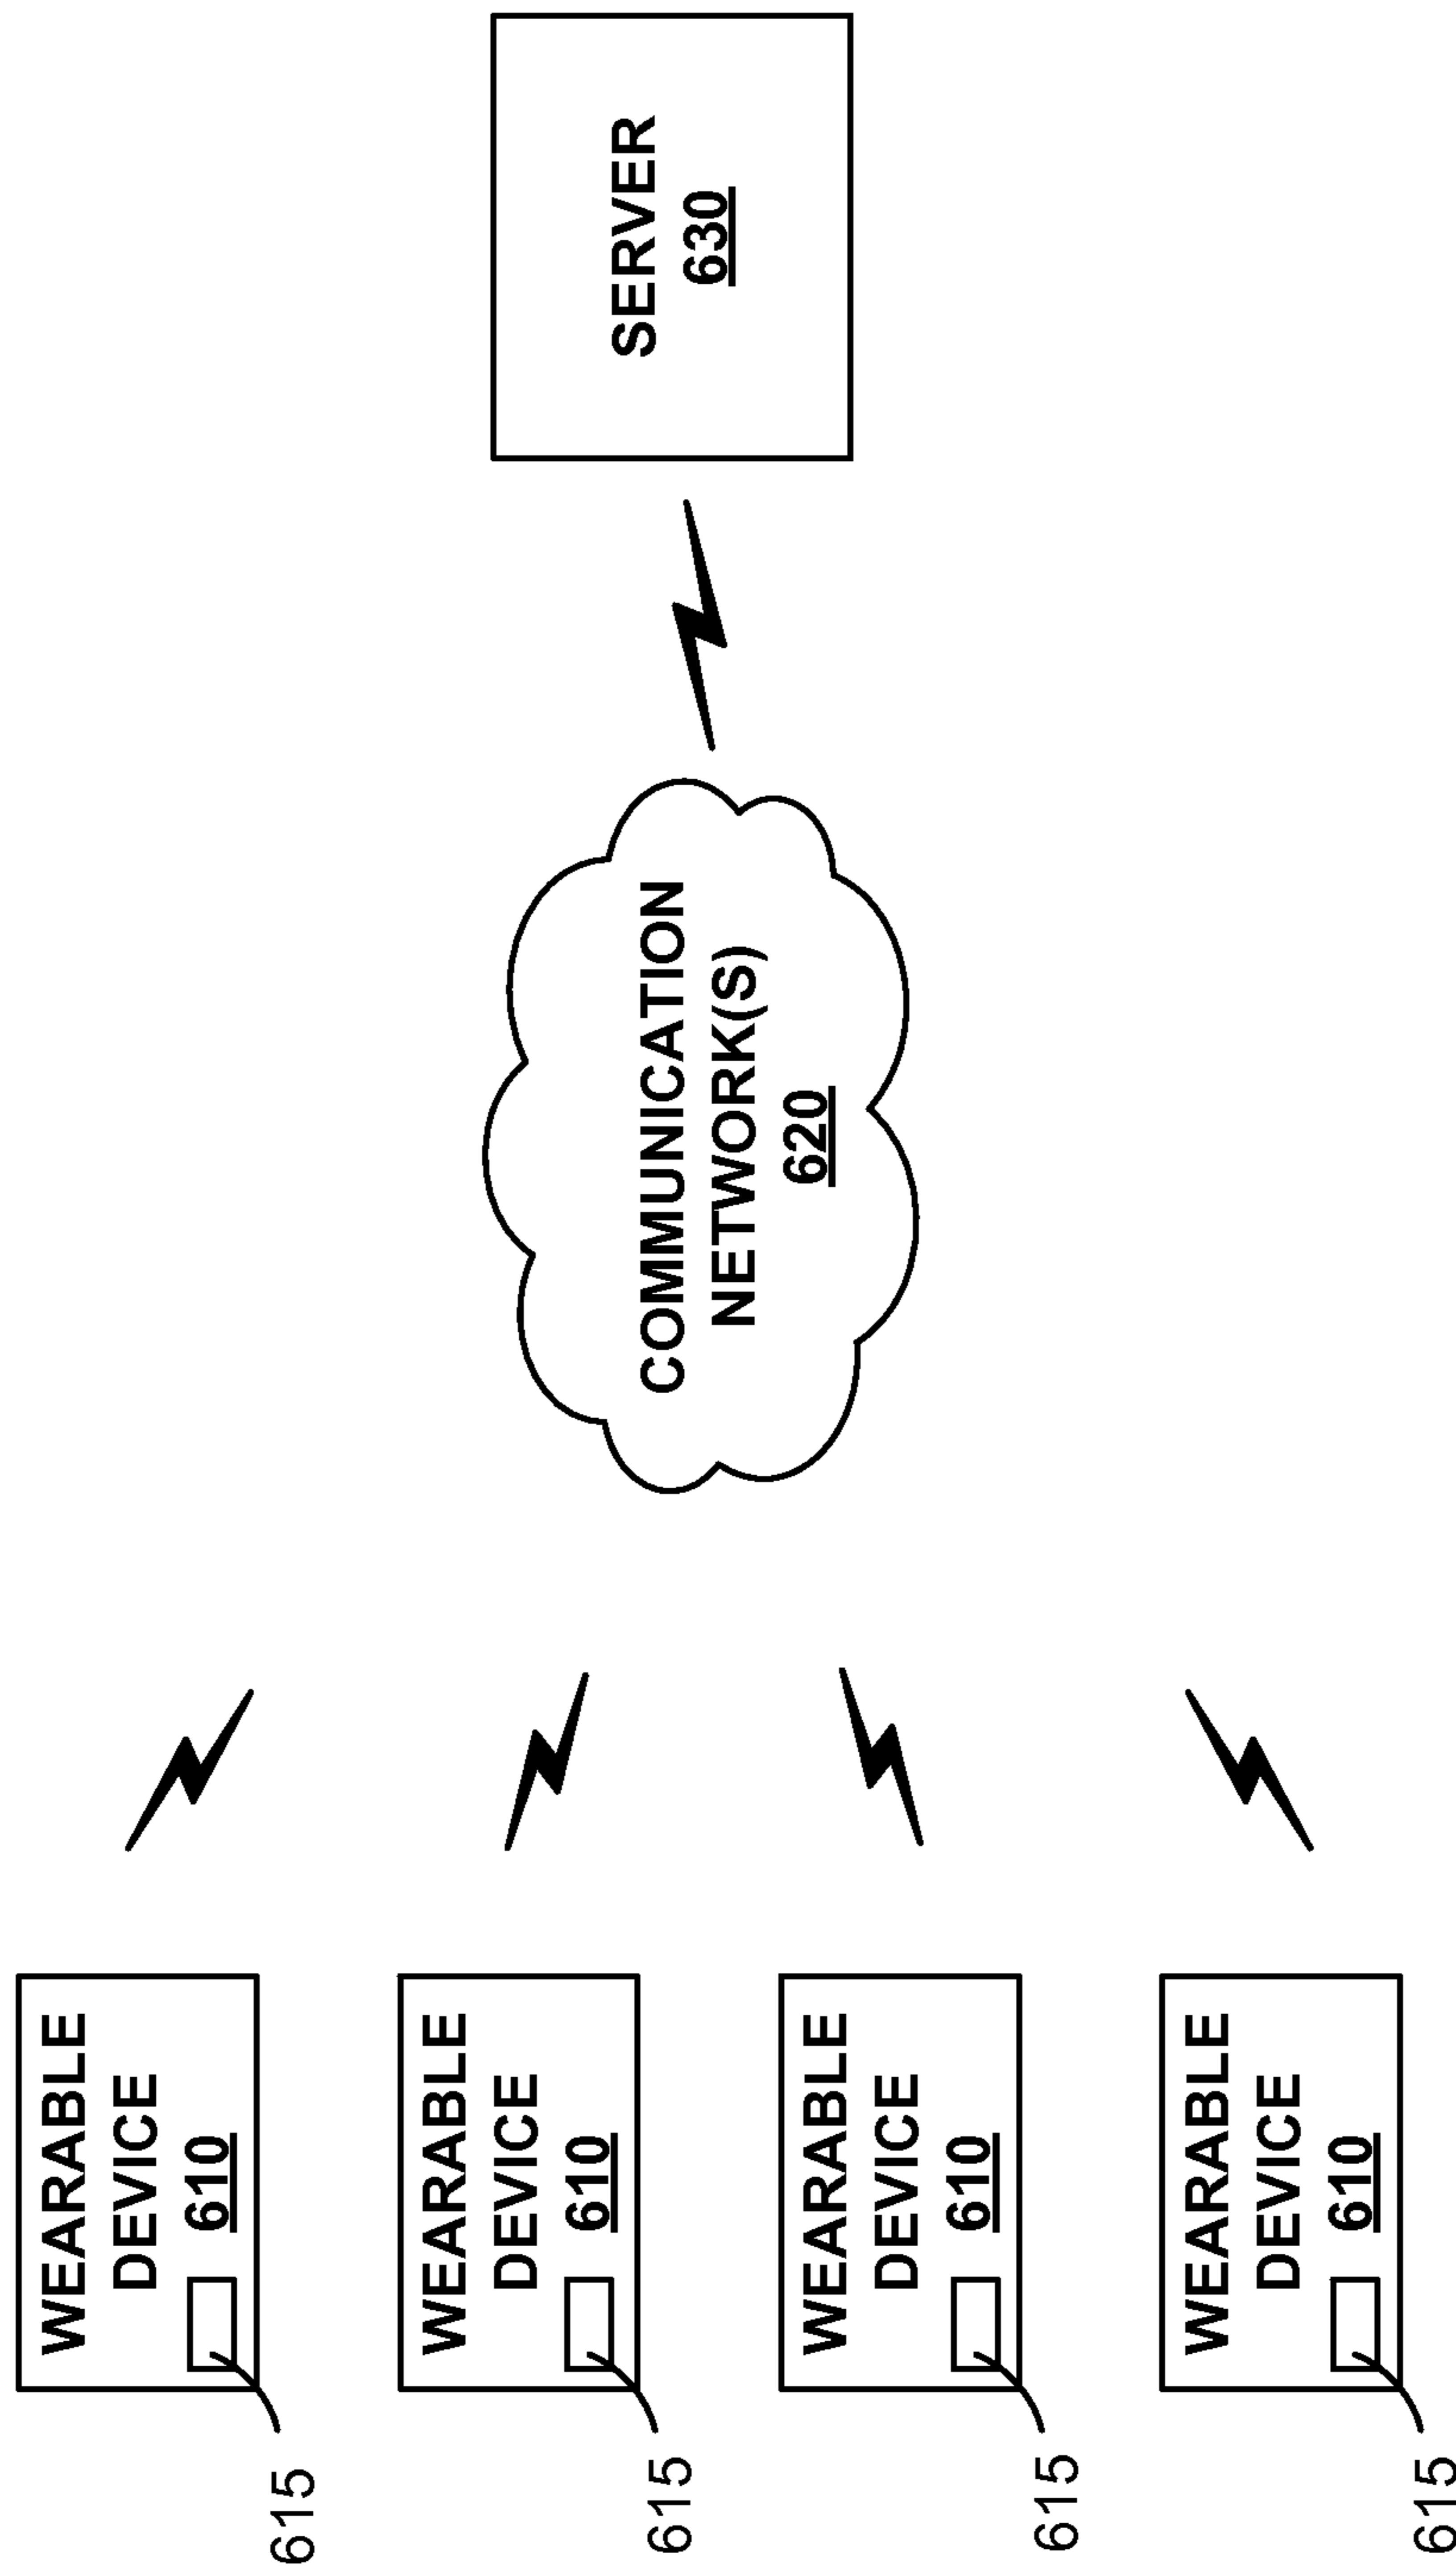 WEARABLE
DEVICE
610
615
WEARABLE
DEVICE
610
615
WEARABLE
DEVICE
610
615
WEARABLE
DEVICE
610
615
COMMUNICATION
NETWORK(S)
620
SERVER
630